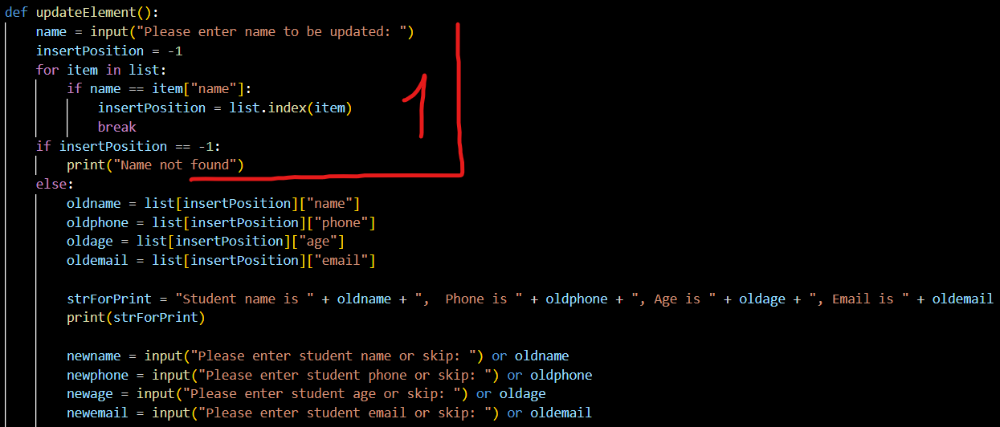 def updateElement():
name = input("Please enter name to be updated: ")
insertPosition = -1
for item in list:
if name == item["name"]:
insertPosition = list.index(item)
break
1
if insertPosition == -1:
print("Name not found")
else:
oldname = list[insertPosition]["name"]
oldphone = list[insertPosition]["phone"]
oldage = list[insertPosition]["age"]
oldemail = list[insertPosition]["email"]
strForPrint = "Student name is " + oldname + ",  Phone is " + oldphone + ", Age is " + oldage + ", Email is " + oldemail
print(strForPrint)
newname = input("Please enter student name or skip: ") or oldname
newphone = input("Please enter student phone or skip: ") or oldphone
newage = input("Please enter student age or skip: ") or oldage
newemail = input("Please enter student email or skip: ") or oldemail